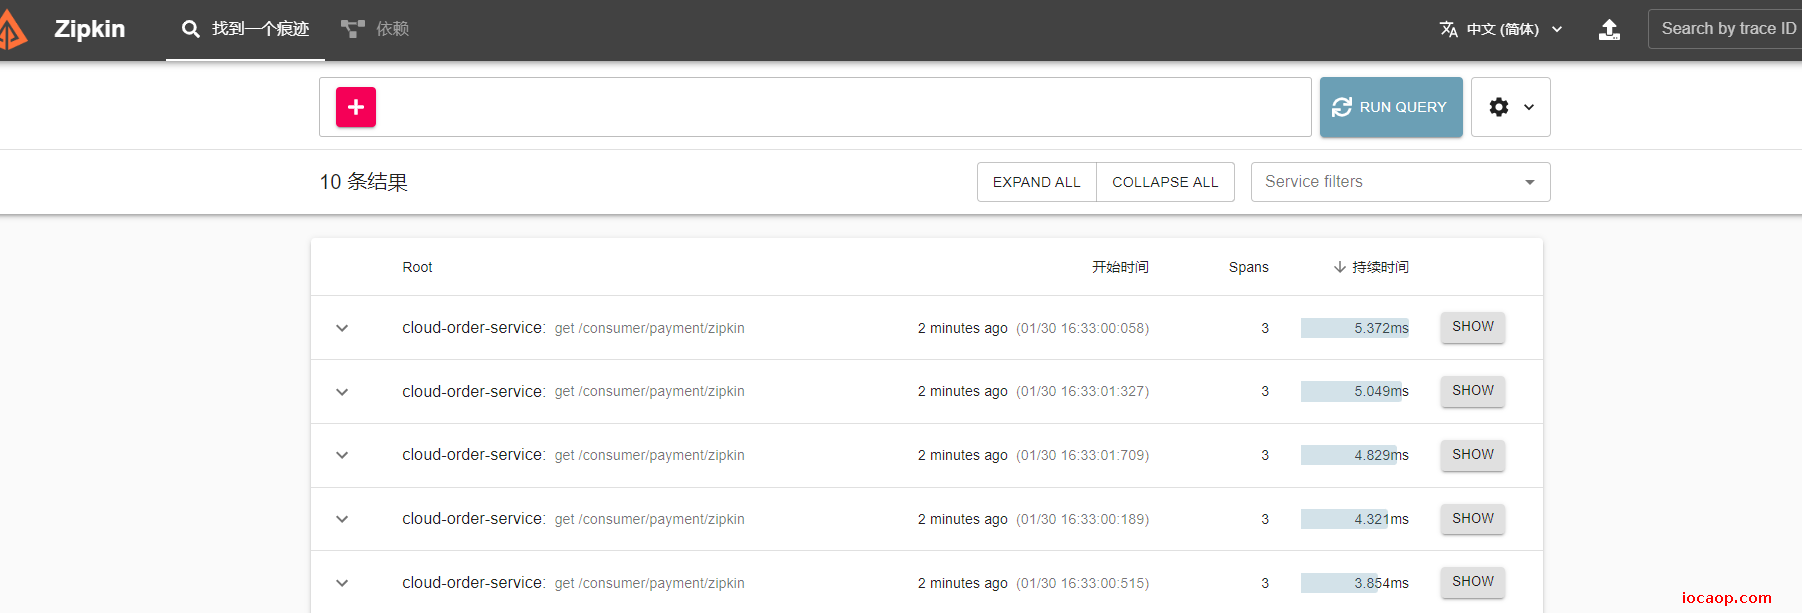 Zipkin 找到一个痕迹 依赖 中文 (简体) Search by trace ID
RUN QUERY
10 条结果 EXPAND ALL COLLAPSE ALL Service filters
Root 开始时间 Spans 持续时间
cloud-order-service: get /consumer/payment/zipkin 2 minutes ago (01/30 16:33:00:058) 3 5.372ms SHOW
cloud-order-service: get /consumer/payment/zipkin 2 minutes ago (01/30 16:33:01:327) 3 5.049ms SHOW
cloud-order-service: get /consumer/payment/zipkin 2 minutes ago (01/30 16:33:01:709) 3 4.829ms SHOW
cloud-order-service: get /consumer/payment/zipkin 2 minutes ago (01/30 16:33:00:189) 3 4.321ms SHOW
cloud-order-service: get /consumer/payment/zipkin 2 minutes ago (01/30 16:33:00:515) 3 3.854ms SHOW
iocaop.com